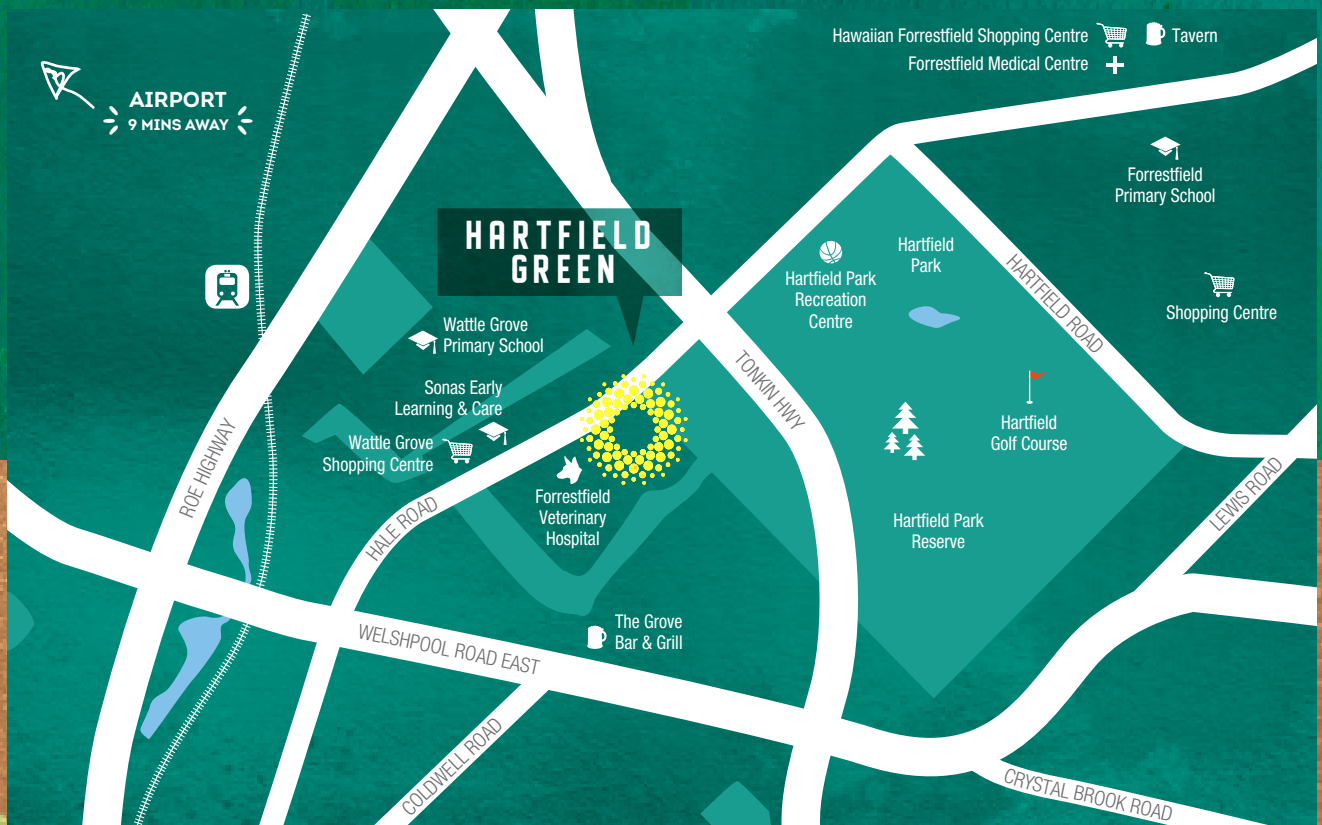 Hawaiian Forrestfield Shopping Centre
Tavern
Forrestfield Medical Centre
AIRPORT
9 MINS AWAY
Forrestfield
Primary School
HARTFIELD
GREEN
Hartfield
Park
Hartfield Park
Recreation
Centre
HARTFIELD ROAD
Shopping Centre
Wattle Grove
Primary School
TONKIN HWY
Sonas Early
Learning & Care
Wattle Grove
Shopping Centre
Hartfield
Golf Course
ROE HIGHWAY
HALE ROAD
Forrestfield
Veterinary
Hospital
Hartfield Park
Reserve
LEWIS ROAD
The Grove
Bar & Grill
WELSHPOOL ROAD EAST
COLDWELL ROAD
CRYSTAL BROOK ROAD